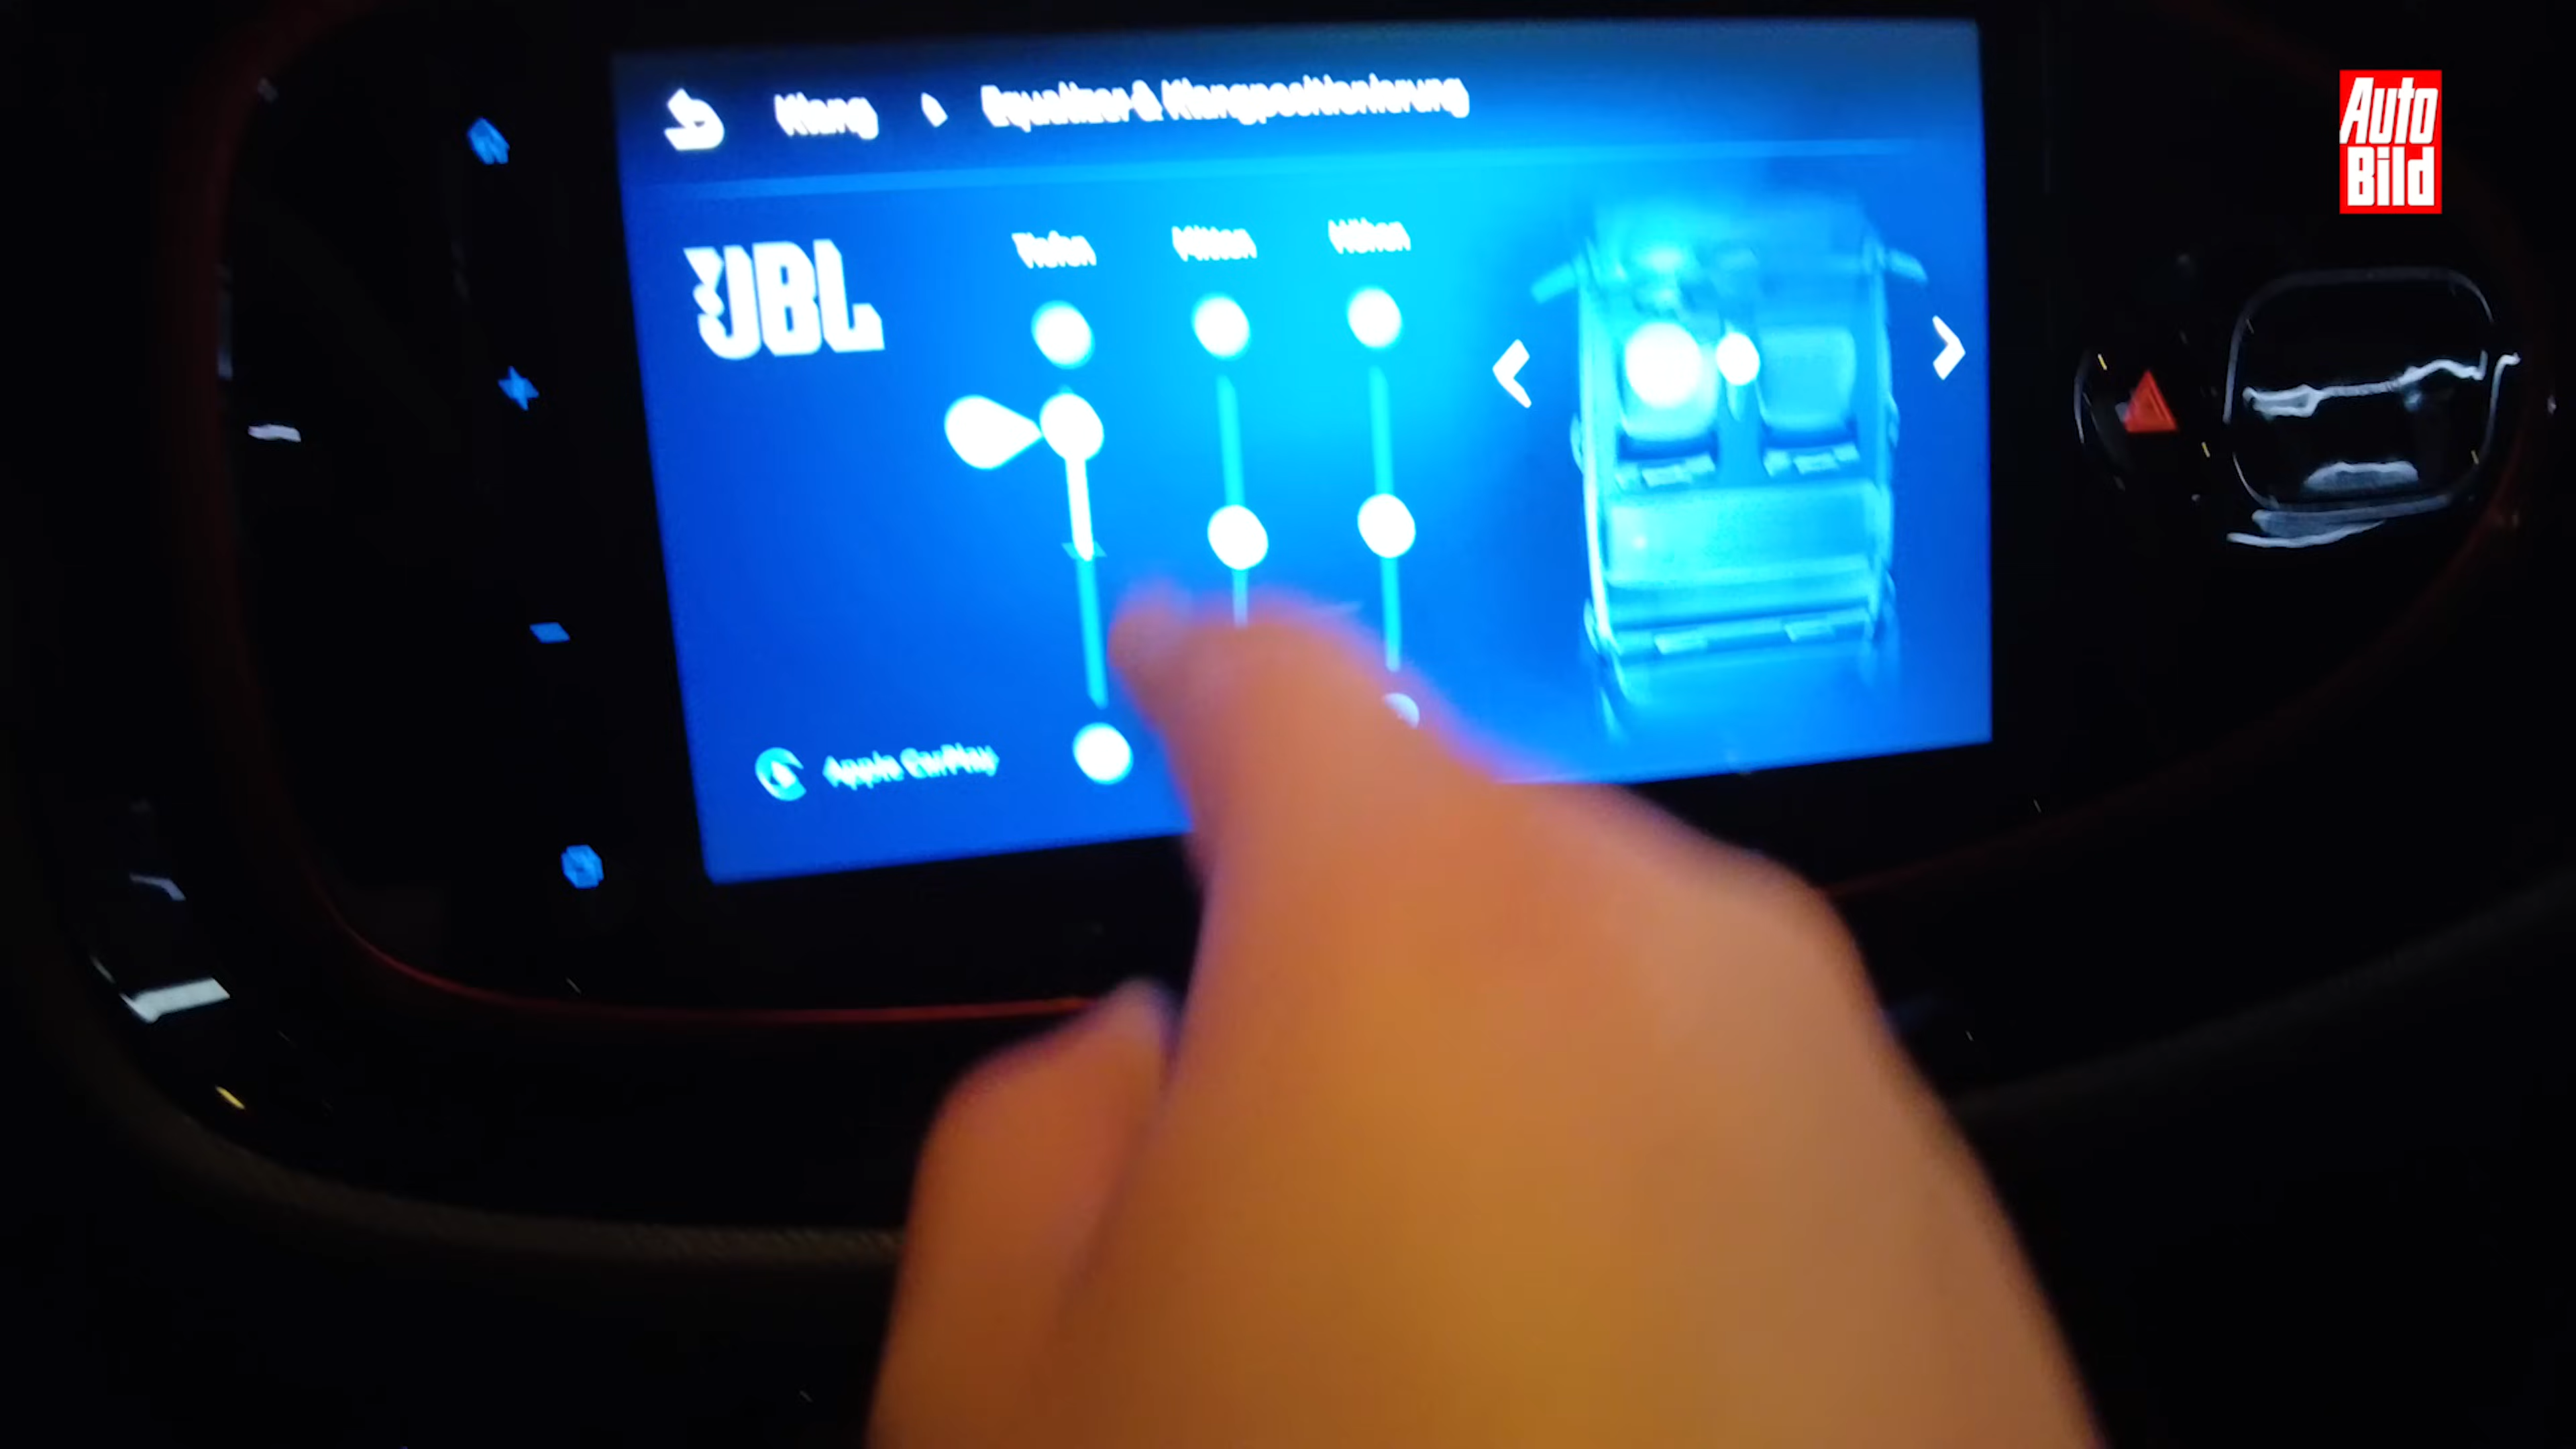 Auto
Bild
Klang Equalizer & Klangpositionierung
JBL
Tiefen Mitten Höhen
Apple CarPlay